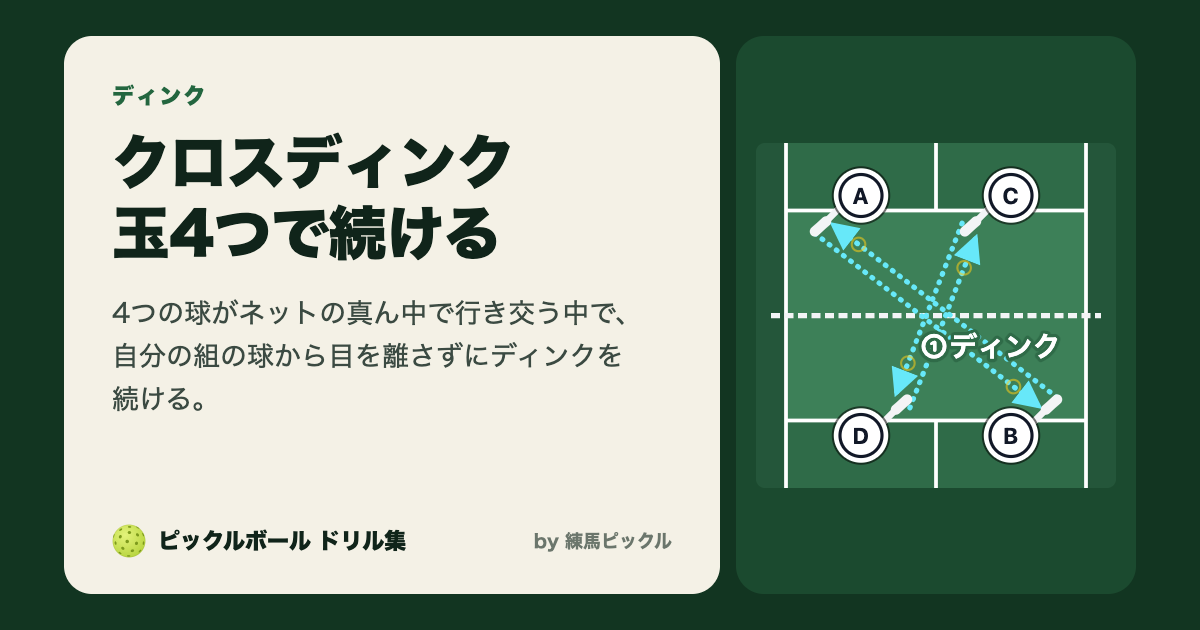 ディンク
クロスディンク
玉4つで続ける
4つの球がネットの真ん中で行き交う中で、
自分の組の球から目を離さずにディンクを
続ける。
ピックルボール ドリル集
by 練馬ピックル
A
C
①ディンク
D
B